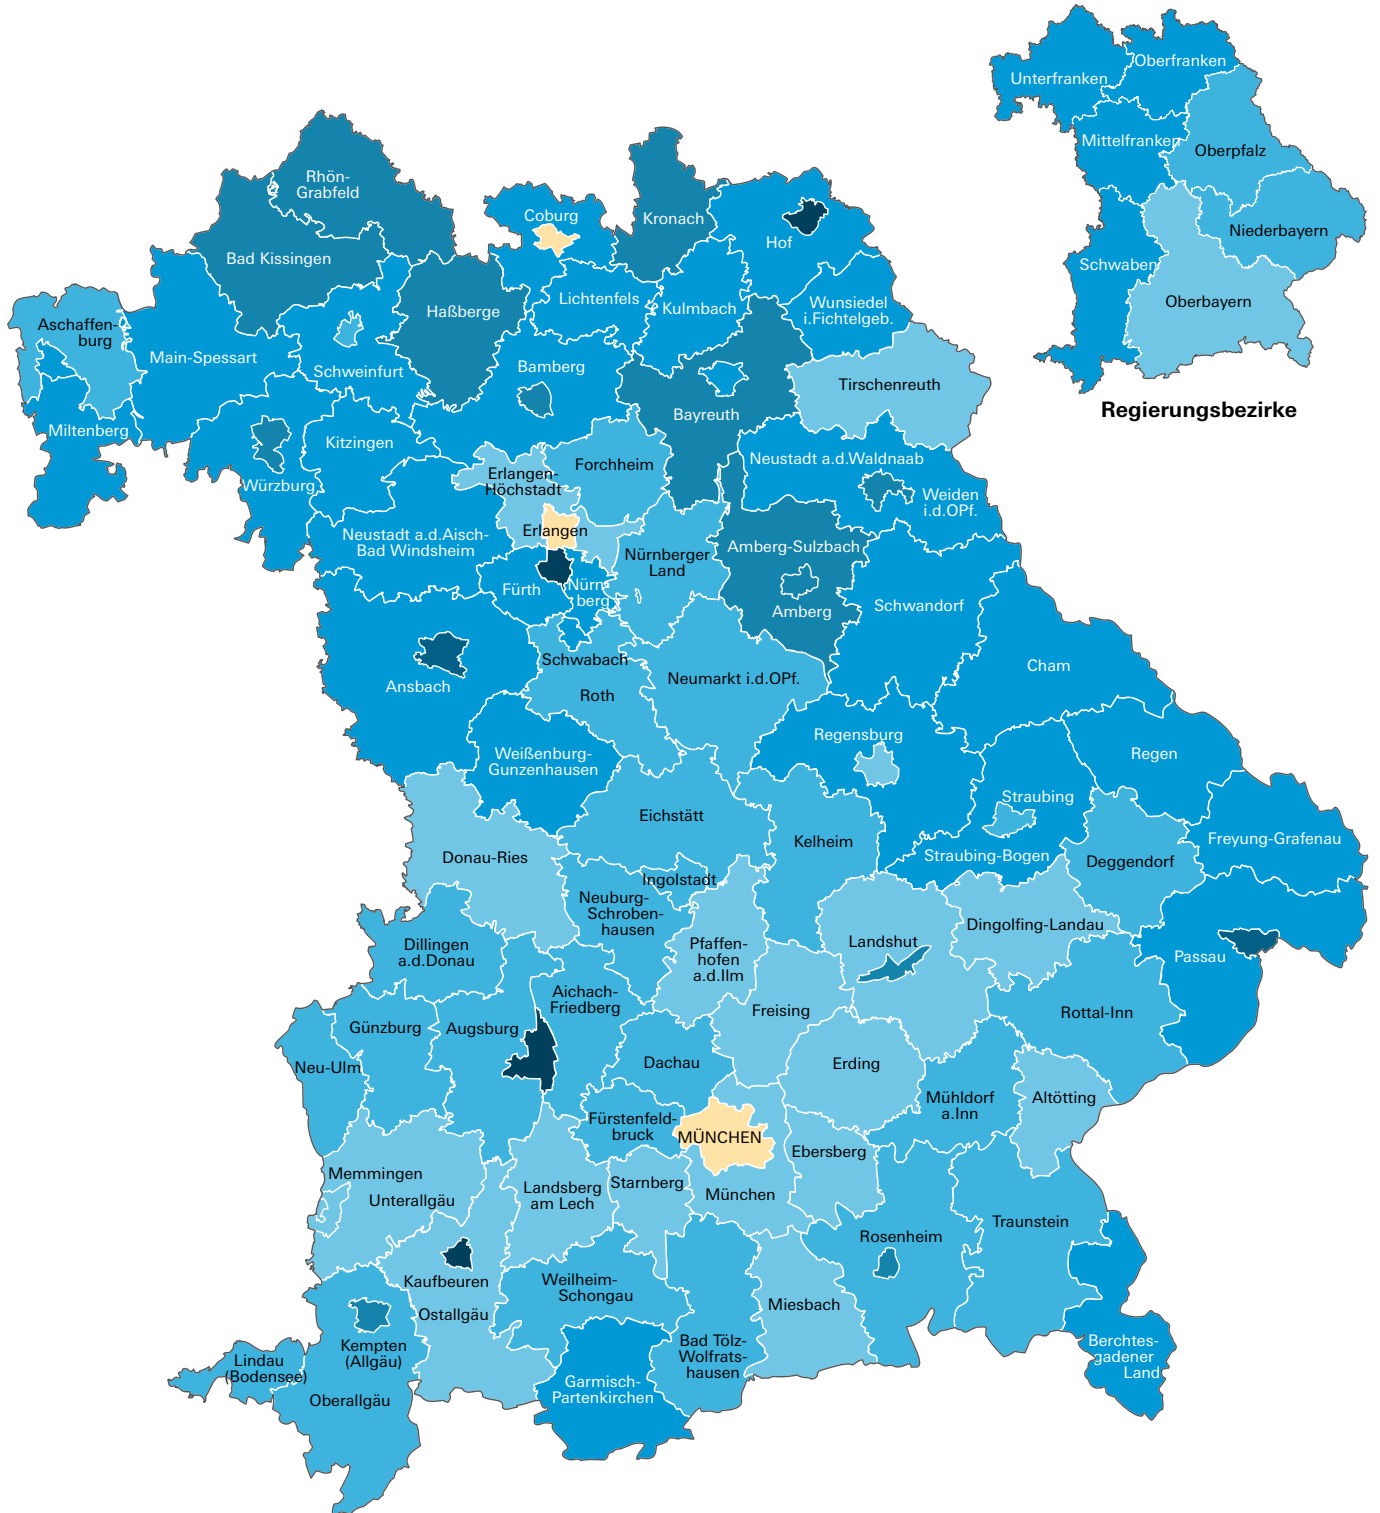 Unterfranken
Oberfranken
Mittelfranken
Oberpfalz
Schwaben
Niederbayern
Oberbayern
Regierungsbezirke
Rhön-
Grabfeld
Bad Kissingen
Coburg
Kronach
Hof
Aschaffen-
burg
Main-Spessart
Haßberge
Lichtenfels
Kulmbach
Wunsiedel
i.Fichtelgeb.
Schweinfurt
Bamberg
Tirschenreuth
Miltenberg
Kitzingen
Bayreuth
Würzburg
Erlangen-
Höchstadt
Forchheim
Neustadt a.d.Waldnaab
Weiden
i.d.OPf.
Neustadt a.d.Aisch-
Bad Windsheim
Erlangen
Nürnberger
Land
Amberg-Sulzbach
Fürth
Nürn-
berg
Amberg
Schwandorf
Ansbach
Schwabach
Roth
Neumarkt i.d.OPf.
Cham
Weißenburg-
Gunzenhausen
Regensburg
Regen
Eichstätt
Kelheim
Straubing
Straubing-Bogen
Freyung-Grafenau
Donau-Ries
Ingolstadt
Deggendorf
Neuburg-
Schroben-
hausen
Dillingen
a.d.Donau
Pfaffen-
hofen
a.d.Ilm
Landshut
Dingolfing-Landau
Passau
Aichach-
Friedberg
Günzburg
Augsburg
Freising
Rottal-Inn
Neu-Ulm
Dachau
Erding
Mühldorf
a.Inn
Altötting
Fürstenfeld-
bruck
MÜNCHEN
Ebersberg
Memmingen
Unterallgäu
Landsberg
am Lech
Starnberg
München
Rosenheim
Traunstein
Kaufbeuren
Ostallgäu
Weilheim-
Schongau
Miesbach
Kempten
(Allgäu)
Lindau
(Bodensee)
Oberallgäu
Garmisch-
Partenkirchen
Bad Tölz-
Wolfrats-
hausen
Berchtes-
gadener
Land